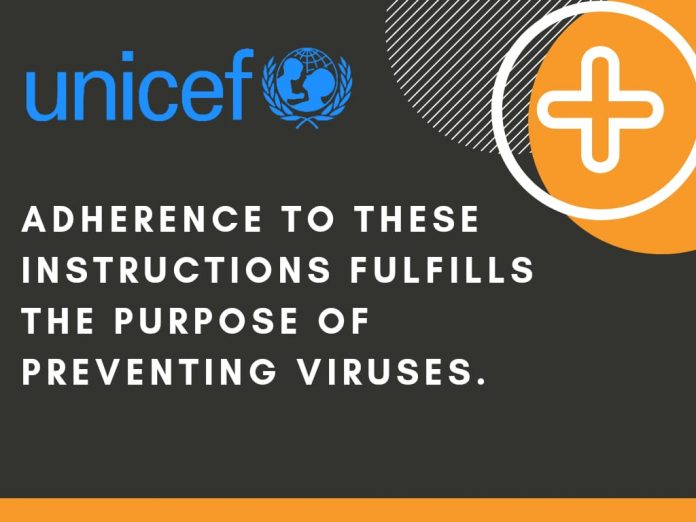 unicef
ADHERENCE TO THESE
INSTRUCTIONS FULFILLS
THE PURPOSE OF
PREVENTING VIRUSES.